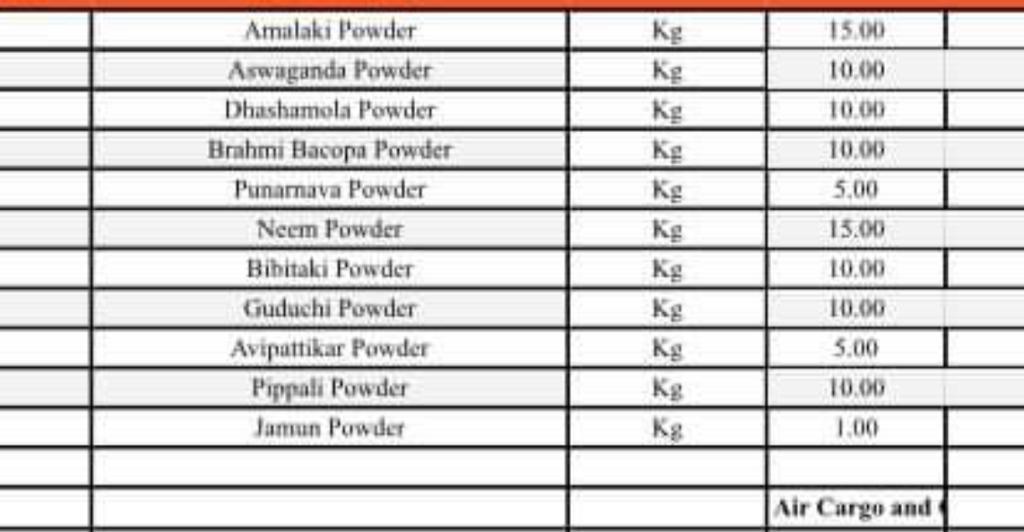 Amalaki Powder Kg 15.00
Aswaganda Powder Kg 10.00
Dhashamola Powder Kg 10.00
Brahmi Bacopa Powder Kg 10.00
Punarnava Powder Kg 5.00
Neem Powder Kg 15.00
Bibitaki Powder Kg 10.00
Guduchi Powder Kg 10.00
Avipattikar Powder Kg 5.00
Pippali Powder Kg 10.00
Jamun Powder Kg 1.00
Air Cargo and